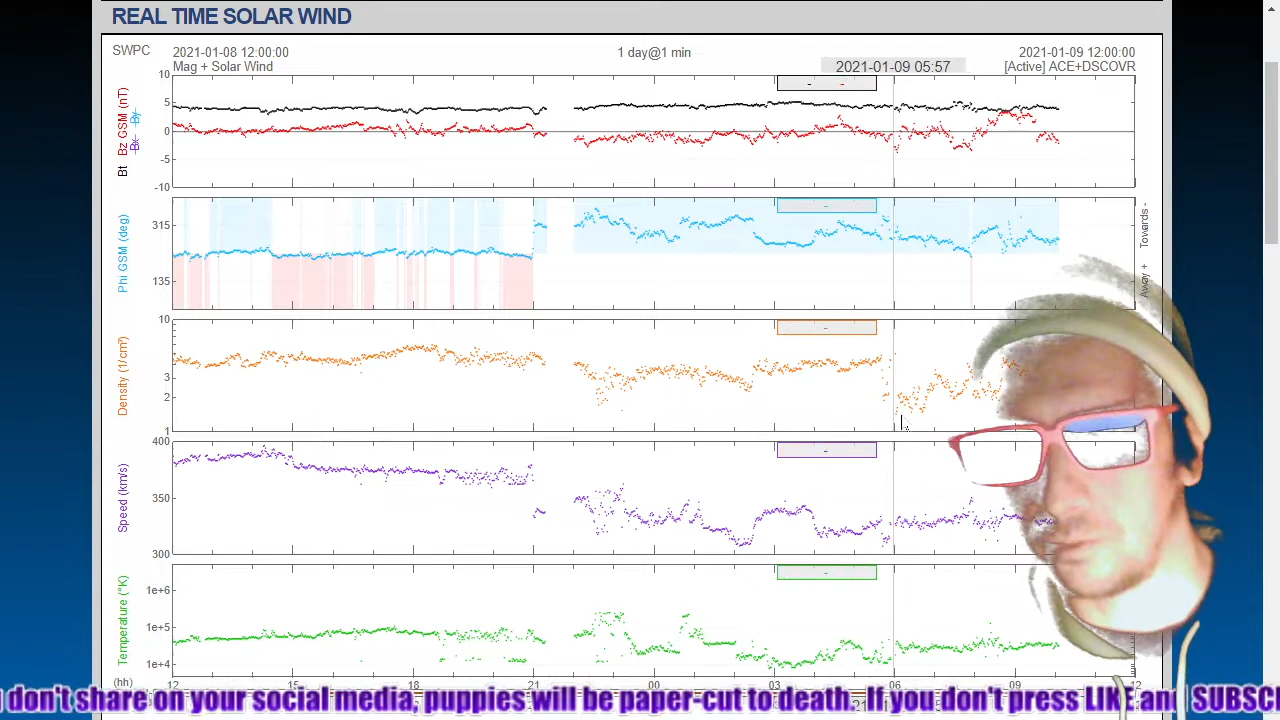 REAL TIME SOLAR WIND
SWPC 2021-01-08 12:00:00 1 day@1 min 2021-01-09 12:00:00
Mag + Solar Wind 2021-01-09 05:57 [Active] ACE+DSCOVR
Bt Bz GSM (nT)
Bx By
10
5
0
-5
-10
Phi GSM (deg)
315
135
Towards -
Away +
Density (1/cm³)
10
3
2
1
Speed (km/s)
400
350
300
Temperature (°K)
1e+6
1e+5
1e+4
(hh) 12 15 18 21 00 03 06 09 12
don't share on your social media, puppies will be paper-cut to death. If you don't press LIKE and SUBSC